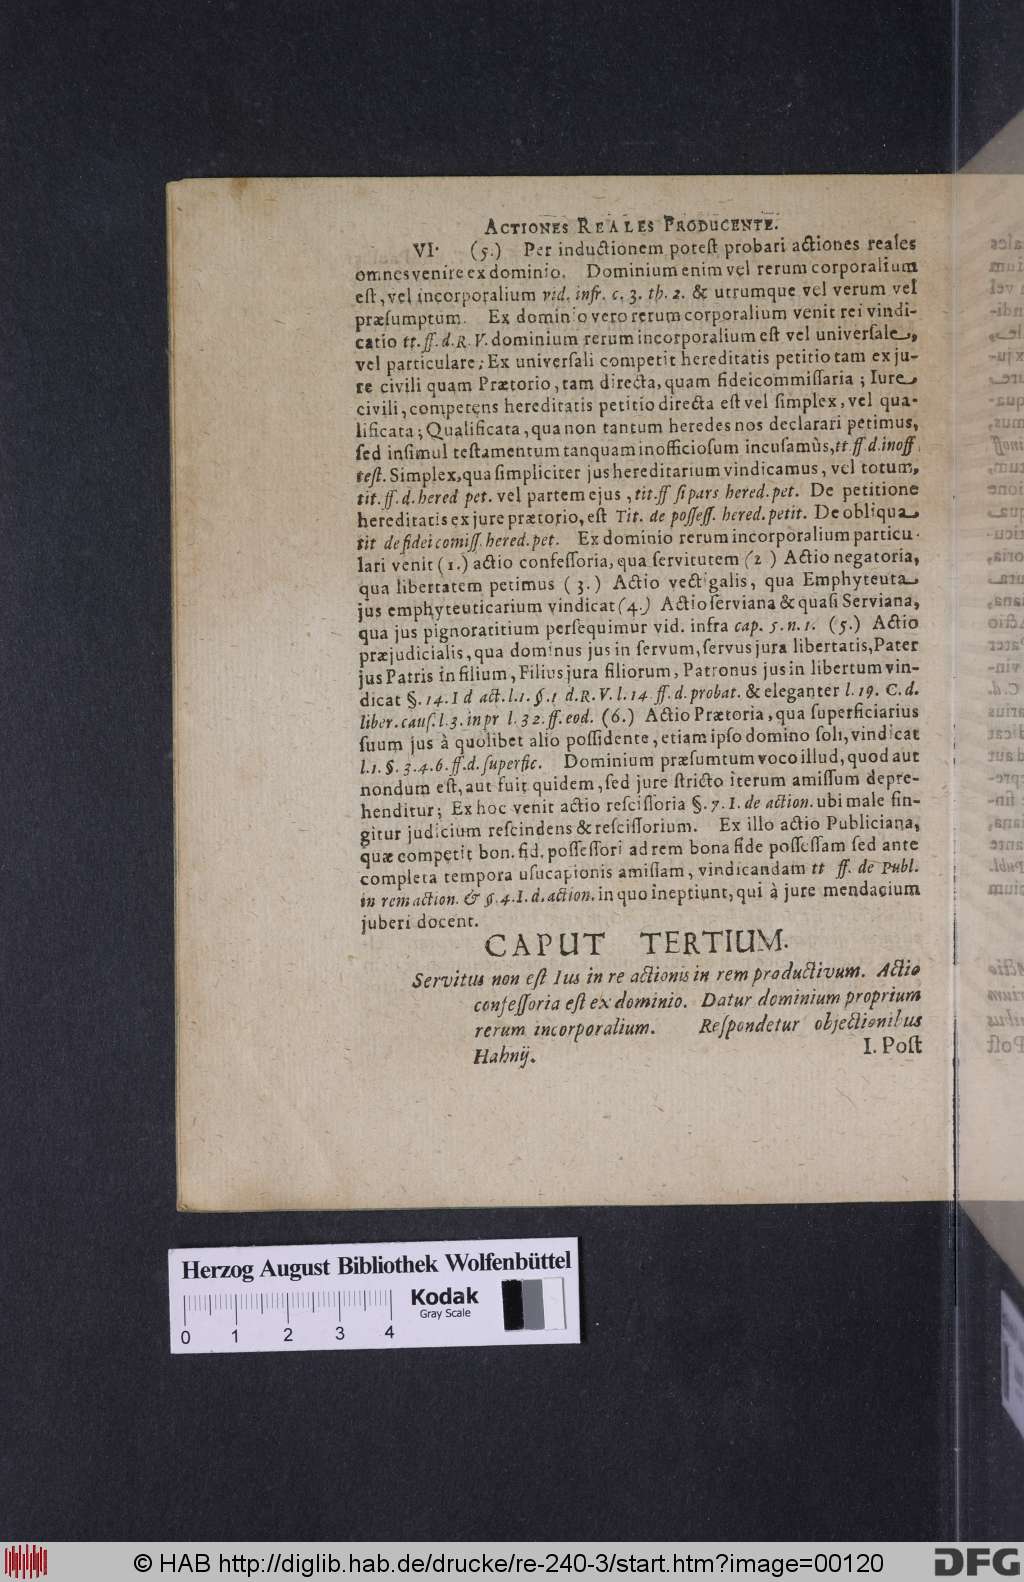 ACTIONES REALES PRODUCENTE.
VI. (5.) Per inductionem poteſt probari actiones reales
omnes venire ex dominio. Dominium enim vel rerum corporalium
eſt, vel incorporalium vid. infr. c. 3. th. 2. & utrumque vel verum vel
præſumptum. Ex dominio vero rerum corporalium venit rei vindi-
catio tt. ff. d. R. V. dominium rerum incorporalium eſt vel univerſale,
vel particulare; Ex univerſali competit hereditatis petitio tam ex ju-
re civili quam Prætorio, tam directa, quam fideicommiſſaria; Iure
civili, competens hereditatis petitio directa eſt vel ſimplex, vel qua-
lificata; Qualificata, qua non tantum heredes nos declarari petimus,
ſed inſimul teſtamentum tanquam inofficioſum incuſamùs, tt. ff. d. inoff
teſt. Simplex, qua ſimpliciter jus hereditarium vindicamus, vel totum,
tit. ff. d. hered pet. vel partem ejus, tit. ff ſi pars hered. pet. De petitione
hereditatis ex jure prætorio, eſt Tit. de poſſeſſ. hered. petit. De obliqua
tit de fidei comiſſ. hered. pet. Ex dominio rerum incorporalium particu-
lari venit (1.) actio confeſſoria, qua ſervitutem (2 ) Actio negatoria,
qua libertatem petimus (3.) Actio vectigalis, qua Emphyteuta
jus emphyteuticarium vindicat (4.) Actio ſerviana & quaſi Serviana,
qua jus pignoratitium perſequimur vid. infra cap. 5. n. 1. (5.) Actio
præjudicialis, qua dominus jus in ſervum, ſervus jura libertatis, Pater
jus Patris in filium, Filius jura filiorum, Patronus jus in libertum vin-
dicat §. 14. I d act. l. 1. §. 1 d. R. V. l. 14 ff. d. probat. & eleganter l. 19. C. d.
liber. cauſ. l. 3. in pr l. 32. ff. eod. (6.) Actio Prætoria, qua ſuperficiarius
ſuum jus à quolibet alio poſſidente, etiam ipſo domino ſoli, vindicat
l. 1. §. 3. 4. 6. ff. d. ſuperfic. Dominium præſumtum voco illud, quod aut
nondum eſt, aut fuit quidem, ſed jure ſtricto iterum amiſſum depre-
henditur; Ex hoc venit actio reſciſſoria §. 7. I. de action. ubi male fin-
gitur judicium reſcindens & reſciſſorium. Ex illo actio Publiciana,
quæ competit bon. fid. poſſeſſori ad rem bona fide poſſeſſam ſed ante
completa tempora uſucapionis amiſſam, vindicandam tt ff. de Publ.
in rem action. & §. 4. I. d. action. in quo ineptiunt, qui à jure mendacium
juberi docent.
CAPUT TERTIUM.
Servitus non eſt Ius in re actionis in rem productivum. Actio
confeſſoria eſt ex dominio. Datur dominium proprium
rerum incorporalium. Reſpondetur objectionibus
Hahnij.
I. Poſt
Herzog August Bibliothek Wolfenbüttel
Kodak
Gray Scale
0 1 2 3 4
© HAB http://diglib.hab.de/drucke/re-240-3/start.htm?image=00120
DFG